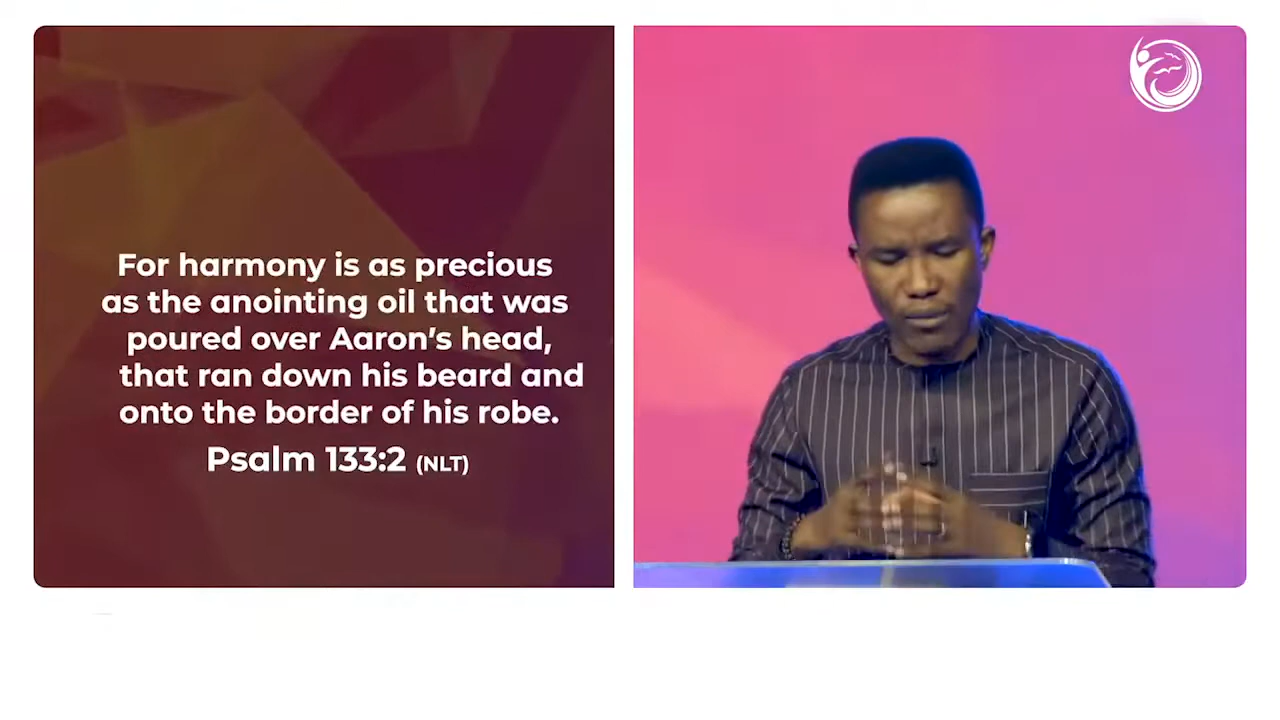 For harmony is as precious
as the anointing oil that was
poured over Aaron's head,
that ran down his beard and
onto the border of his robe.
Psalm 133:2 (NLT)